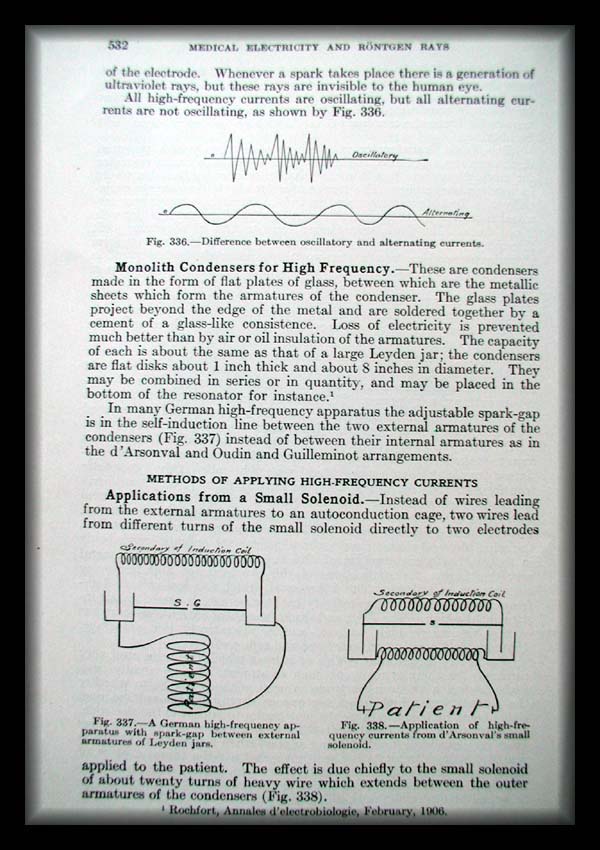 532
MEDICAL ELECTRICITY AND RÖNTGEN RAYS
of the electrode. Whenever a spark takes place there is a generation of
ultraviolet rays, but these rays are invisible to the human eye.
All high-frequency currents are oscillating, but all alternating cur-
rents are not oscillating, as shown by Fig. 336.
o
Oscillatory
o
Alternating
Fig. 336.—Difference between oscillatory and alternating currents.
Monolith Condensers for High Frequency.—These are condensers
made in the form of flat plates of glass, between which are the metallic
sheets which form the armatures of the condenser. The glass plates
project beyond the edge of the metal and are soldered together by a
cement of a glass-like consistence. Loss of electricity is prevented
much better than by air or oil insulation of the armatures. The capacity
of each is about the same as that of a large Leyden jar; the condensers
are flat disks about 1 inch thick and about 8 inches in diameter. They
may be combined in series or in quantity, and may be placed in the
bottom of the resonator for instance.¹
In many German high-frequency apparatus the adjustable spark-gap
is in the self-induction line between the two external armatures of the
condensers (Fig. 337) instead of between their internal armatures as in
the d'Arsonval and Oudin and Guilleminot arrangements.
METHODS OF APPLYING HIGH-FREQUENCY CURRENTS
Applications from a Small Solenoid.—Instead of wires leading
from the external armatures to an autoconduction cage, two wires lead
from different turns of the small solenoid directly to two electrodes
Secondary of Induction Coil
S.G
Patient
Fig. 337.—A German high-frequency ap-
paratus with spark-gap between external
armatures of Leyden jars.
Secondary of Induction Coil
s
+Patient+
Fig. 338.—Application of high-fre-
quency currents from d'Arsonval's small
solenoid.
applied to the patient. The effect is due chiefly to the small solenoid
of about twenty turns of heavy wire which extends between the outer
armatures of the condensers (Fig. 338).
¹ Rochfort, Annales d'electrobiologie, February, 1906.